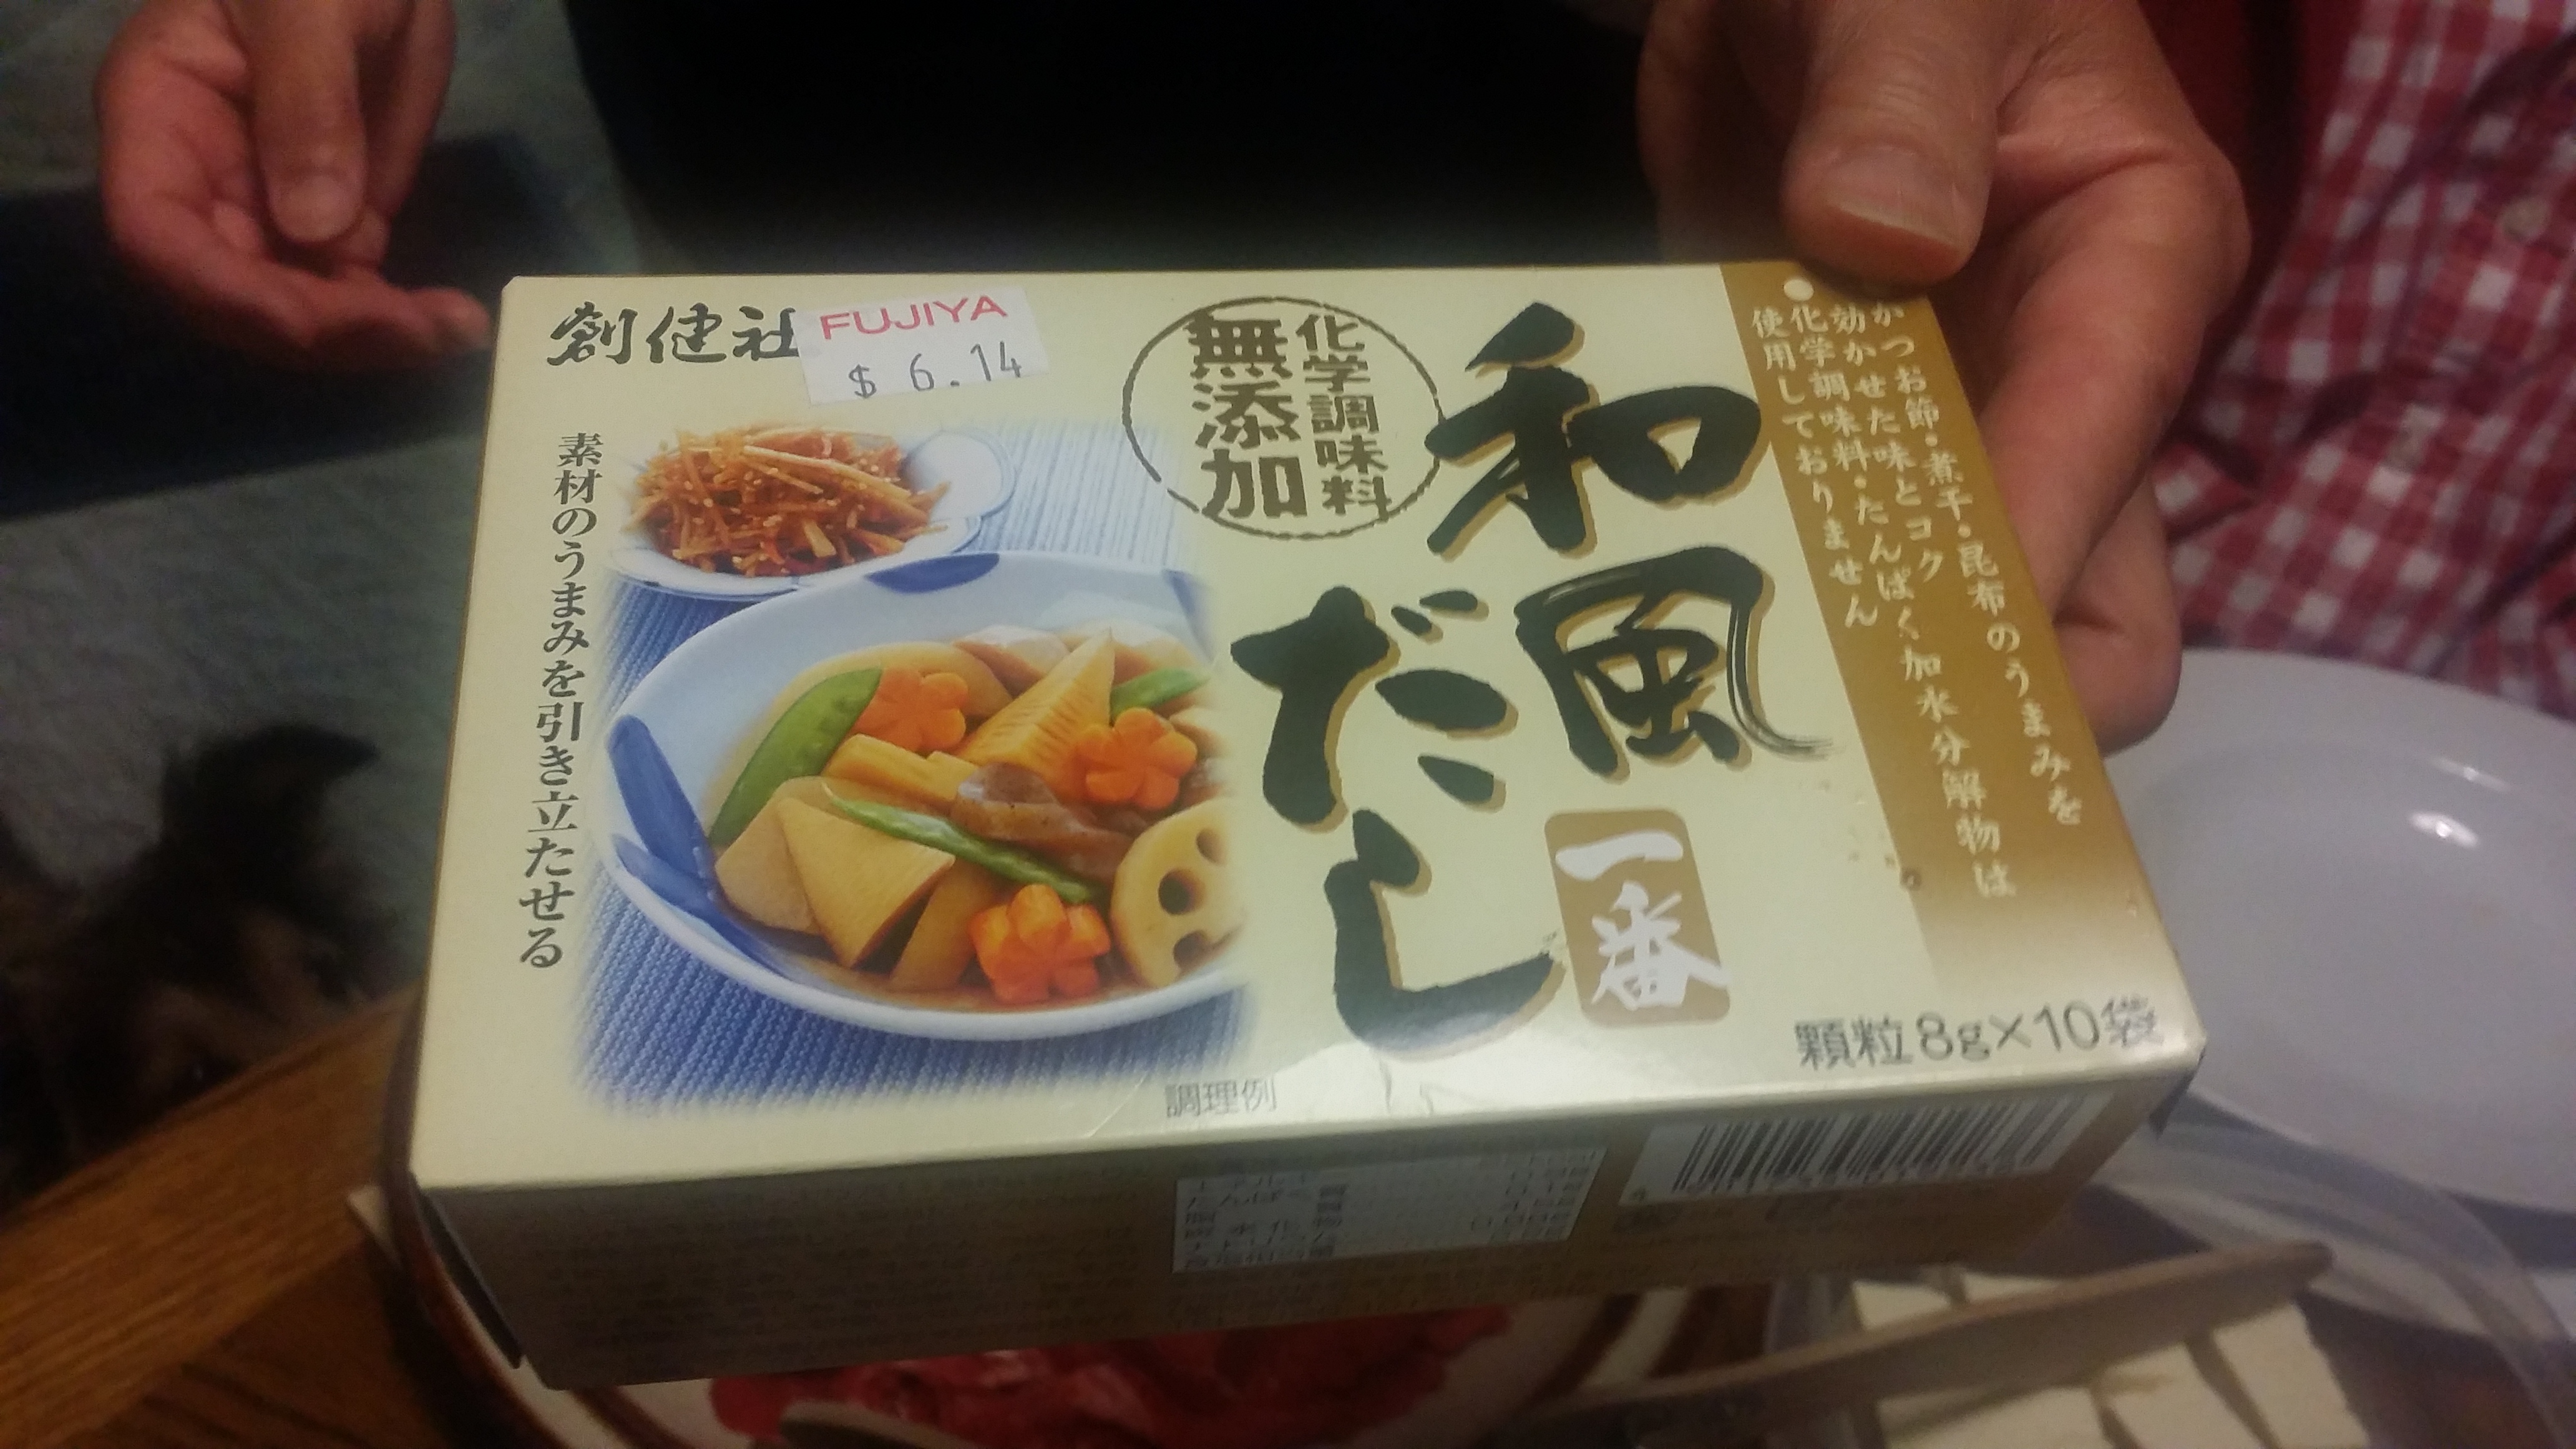 創健社
FUJIYA
$ 6.14
化学調味料
無添加
和風
だし
一番
かつお節・煮干・昆布のうまみを
効かせた味とコク
●化学調味料・たんぱく加水分解物は
使用しておりません
素材のうまみを引き立たせる
顆粒8g×10袋
調理例